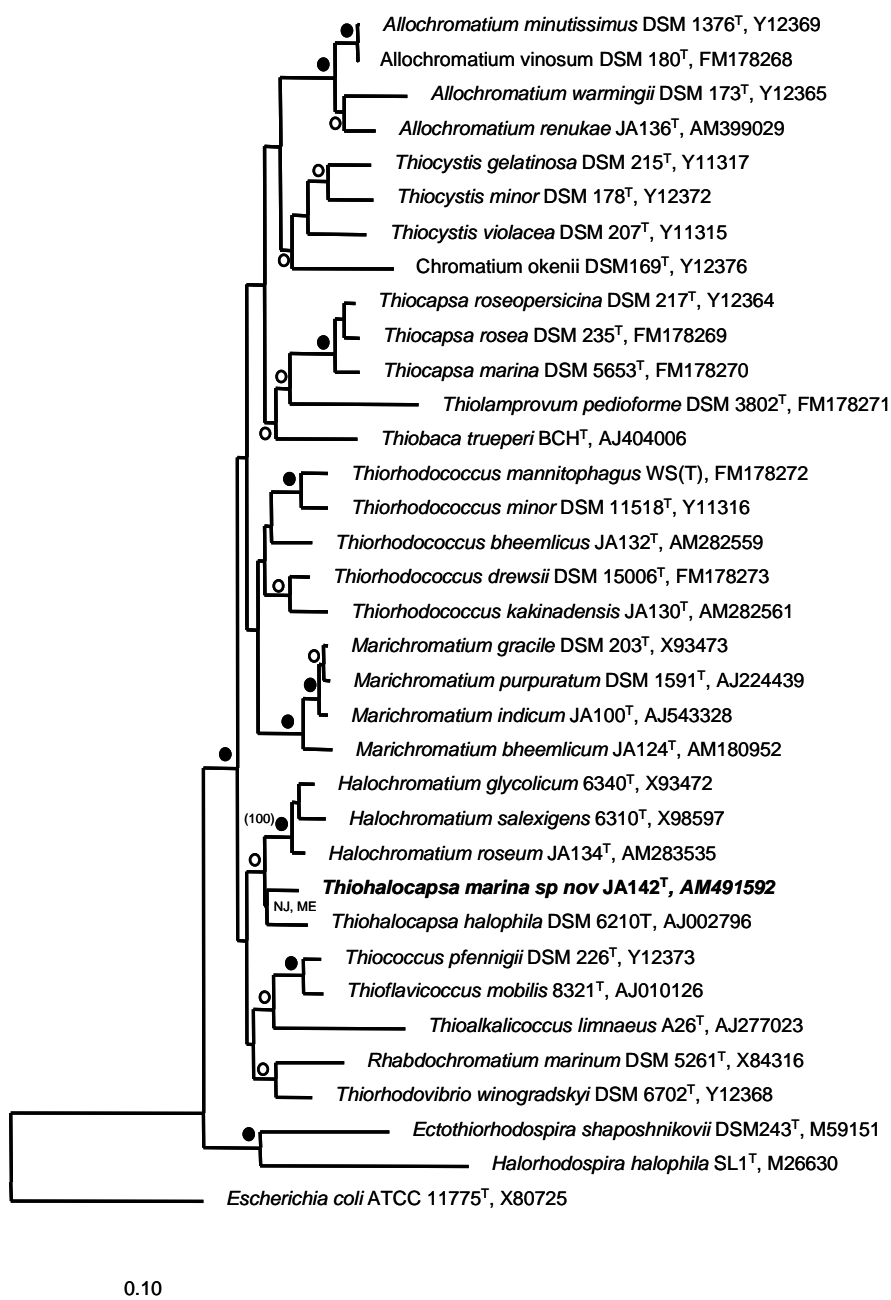 Allochromatium minutissimus DSM 1376ᵀ, Y12369
Allochromatium vinosum DSM 180ᵀ, FM178268
Allochromatium warmingii DSM 173ᵀ, Y12365
Allochromatium renukae JA136ᵀ, AM399029
Thiocystis gelatinosa DSM 215ᵀ, Y11317
Thiocystis minor DSM 178ᵀ, Y12372
Thiocystis violacea DSM 207ᵀ, Y11315
Chromatium okenii DSM169ᵀ, Y12376
Thiocapsa roseopersicina DSM 217ᵀ, Y12364
Thiocapsa rosea DSM 235ᵀ, FM178269
Thiocapsa marina DSM 5653ᵀ, FM178270
Thiolamprovum pedioforme DSM 3802ᵀ, FM178271
Thiobaca trueperi BCHᵀ, AJ404006
Thiorhodococcus mannitophagus WS(T), FM178272
Thiorhodococcus minor DSM 11518ᵀ, Y11316
Thiorhodococcus bheemlicus JA132ᵀ, AM282559
Thiorhodococcus drewsii DSM 15006ᵀ, FM178273
Thiorhodococcus kakinadensis JA130ᵀ, AM282561
Marichromatium gracile DSM 203ᵀ, X93473
Marichromatium purpuratum DSM 1591ᵀ, AJ224439
Marichromatium indicum JA100ᵀ, AJ543328
Marichromatium bheemlicum JA124ᵀ, AM180952
Halochromatium glycolicum 6340ᵀ, X93472
(100) Halochromatium salexigens 6310ᵀ, X98597
Halochromatium roseum JA134ᵀ, AM283535
Thiohalocapsa marina sp nov JA142ᵀ, AM491592
NJ, ME
Thiohalocapsa halophila DSM 6210T, AJ002796
Thiococcus pfennigii DSM 226ᵀ, Y12373
Thioflavicoccus mobilis 8321ᵀ, AJ010126
Thioalkalicoccus limnaeus A26ᵀ, AJ277023
Rhabdochromatium marinum DSM 5261ᵀ, X84316
Thiorhodovibrio winogradskyi DSM 6702ᵀ, Y12368
Ectothiorhodospira shaposhnikovii DSM243ᵀ, M59151
Halorhodospira halophila SL1ᵀ, M26630
Escherichia coli ATCC 11775ᵀ, X80725
0.10